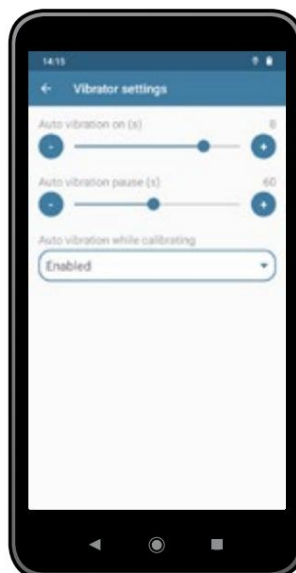 14:15
Vibrator settings
Auto vibration on (s) 8
- +
Auto vibration pause (s) 60
- +
Auto vibration while calibrating
Enabled